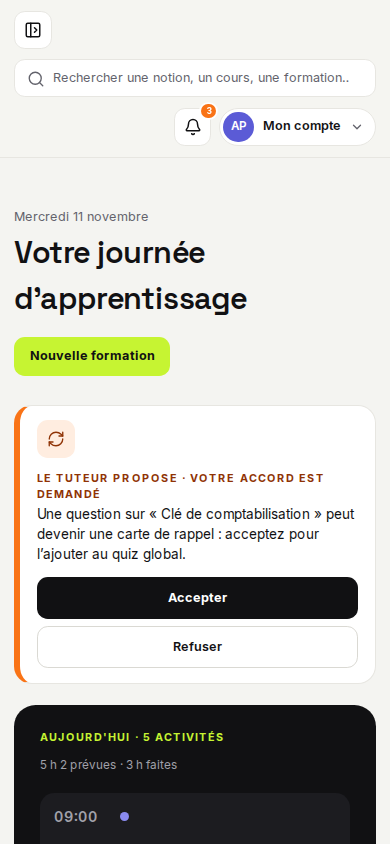 Rechercher une notion, un cours, une formation..
3
AP
Mon compte
Mercredi 11 novembre
Votre journée
d’apprentissage
Nouvelle formation
LE TUTEUR PROPOSE · VOTRE ACCORD EST
DEMANDÉ
Une question sur « Clé de comptabilisation » peut
devenir une carte de rappel : acceptez pour
l’ajouter au quiz global.
Accepter
Refuser
AUJOURD'HUI · 5 ACTIVITÉS
5 h 2 prévues · 3 h faites
09:00